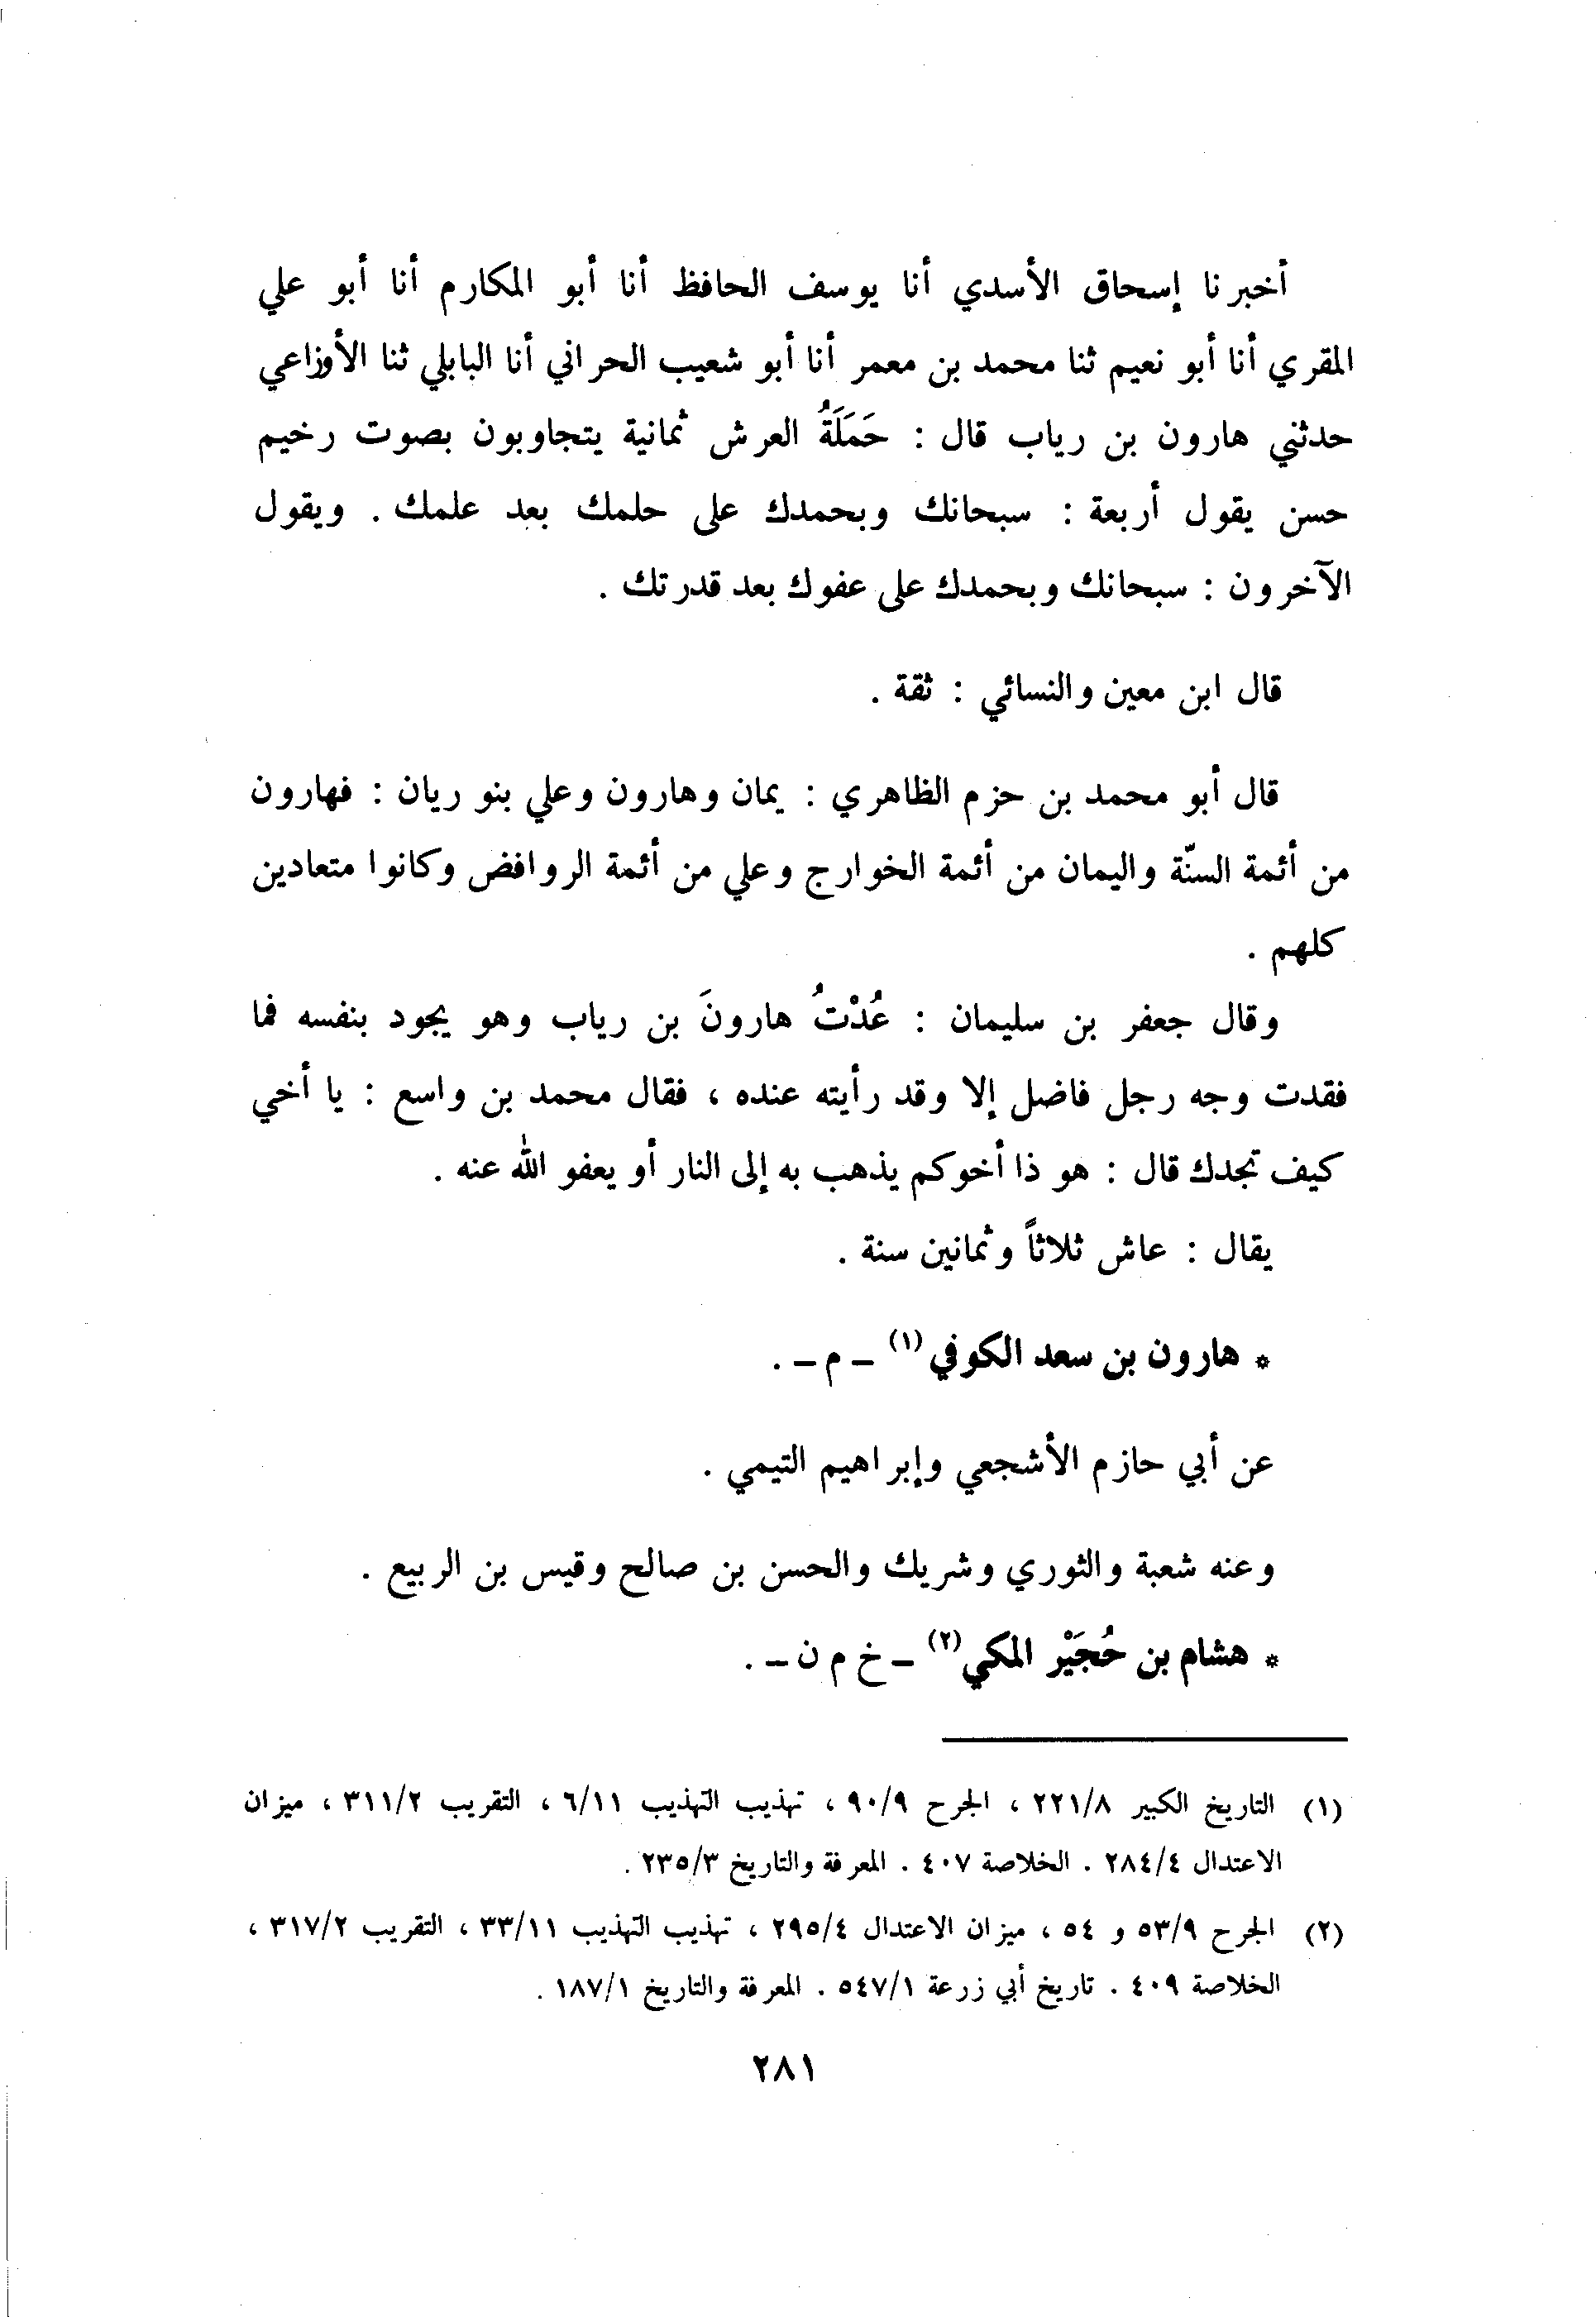 أخبرنا إسحاق الأسدي أنا يوسف الحافظ أنا أبو المكارم أنا أبو علي
المقري أنا أبو نعيم ثنا محمد بن معمر أنا أبو شعيب الحراني أنا البابلي ثنا الأوزاعي
حدثني هارون بن رياب قال : حَمَلَةُ العرش ثمانية يتجاوبون بصوت رخيم
حسن يقول أربعة : سبحانك وبحمدك على حلمك بعد علمك . ويقول
الآخرون : سبحانك وبحمدك على عفوك بعد قدرتك .
قال ابن معين والنسائي : ثقة .
قال أبو محمد بن حزم الظاهري : يمان وهارون وعلي بنو ريان : فهارون
من أئمة السنّة واليمان من أئمة الخوارج وعلي من أئمة الروافض وكانوا متعادين
كلهم .
وقال جعفر بن سليمان : عُدْتُ هارونَ بن رياب وهو يجود بنفسه فما
فقدت وجه رجل فاضل إلا وقد رأيته عنده ، فقال محمد بن واسع : يا أخي
كيف تجدك قال : هو ذا أخوكم يذهب به إلى النار أو يعفو الله عنه .
يقال : عاش ثلاثاً وثمانين سنة .
* هارون بن سعد الكوفي (١) – م – .
عن أبي حازم الأشجعي وإبراهيم التيمي .
وعنه شعبة والثوري وشريك والحسن بن صالح وقيس بن الربيع .
* هشام بن حُجَيْر المكي (٢) – خ م ن – .
(١) التاريخ الكبير ٢٢١/٨ ، الجرح ٩٠/٩ ، تهذيب التهذيب ٦/١١ ، التقريب ٣١١/٢ ، ميزان
الاعتدال ٢٨٤/٤ . الخلاصة ٤٠٧ . المعرفة والتاريخ ٢٣٥/٣ .
(٢) الجرح ٥٣/٩ و ٥٤ ، ميزان الاعتدال ٢٩٥/٤ ، تهذيب التهذيب ٣٣/١١ ، التقريب ٣١٧/٢ ،
الخلاصة ٤٠٩ . تاريخ أبي زرعة ٥٤٧/١ . المعرفة والتاريخ ١٨٧/١ .
٢٨١